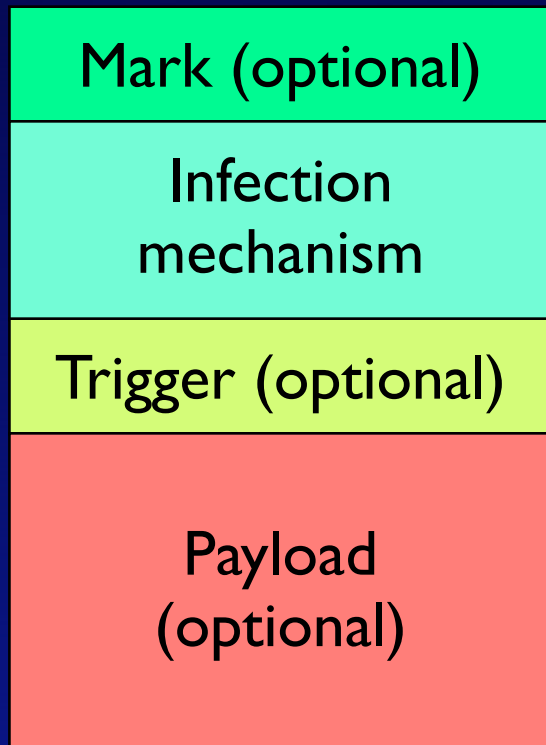 Mark (optional)
Infection
mechanism
Trigger (optional)
Payload
(optional)